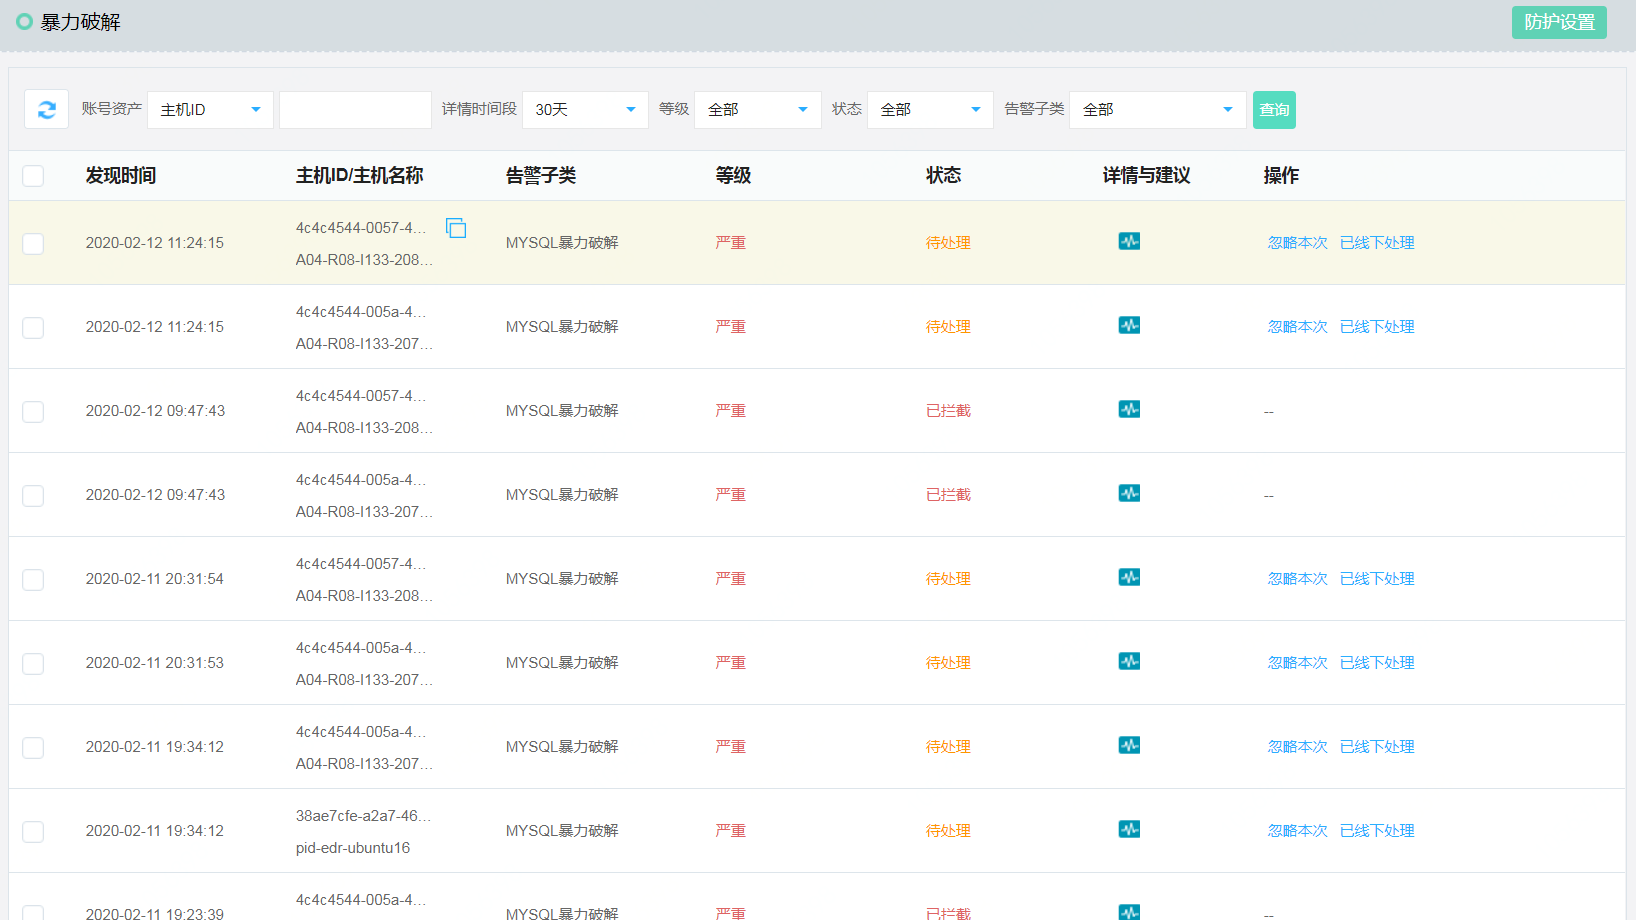 暴力破解
防护设置
账号资产 主机ID 详情时间段 30天 等级 全部 状态 全部 告警子类 全部 查询
发现时间 主机ID/主机名称 告警子类 等级 状态 详情与建议 操作
4c4c4544-0057-4...
2020-02-12 11:24:15 MYSQL暴力破解 严重 待处理 忽略本次 已线下处理
A04-R08-I133-208...
4c4c4544-005a-4...
2020-02-12 11:24:15 MYSQL暴力破解 严重 待处理 忽略本次 已线下处理
A04-R08-I133-207...
4c4c4544-0057-4...
2020-02-12 09:47:43 MYSQL暴力破解 严重 已拦截 --
A04-R08-I133-208...
4c4c4544-005a-4...
2020-02-12 09:47:43 MYSQL暴力破解 严重 已拦截 --
A04-R08-I133-207...
4c4c4544-0057-4...
2020-02-11 20:31:54 MYSQL暴力破解 严重 待处理 忽略本次 已线下处理
A04-R08-I133-208...
4c4c4544-005a-4...
2020-02-11 20:31:53 MYSQL暴力破解 严重 待处理 忽略本次 已线下处理
A04-R08-I133-207...
4c4c4544-005a-4...
2020-02-11 19:34:12 MYSQL暴力破解 严重 待处理 忽略本次 已线下处理
A04-R08-I133-207...
38ae7cfe-a2a7-46...
2020-02-11 19:34:12 MYSQL暴力破解 严重 待处理 忽略本次 已线下处理
pid-edr-ubuntu16
4c4c4544-005a-4...
2020-02-11 19:23:39 MYSQL暴力破解 严重 已拦截 --